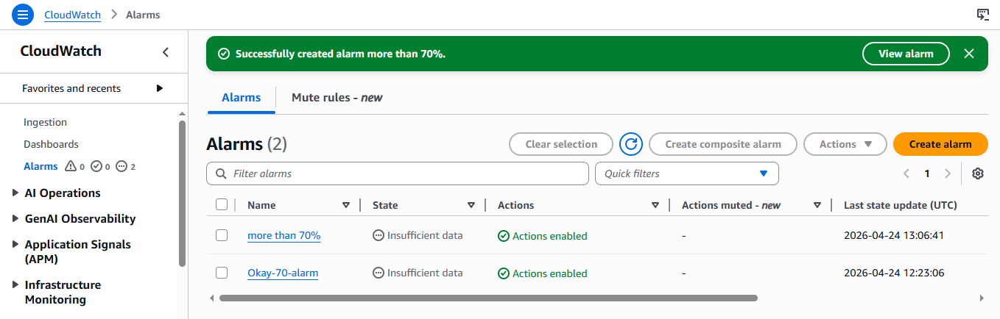 CloudWatch > Alarms
CloudWatch
Favorites and recents
Ingestion
Dashboards
Alarms 0 0 2
AI Operations
GenAI Observability
Application Signals
(APM)
Infrastructure
Monitoring
Successfully created alarm more than 70%. View alarm
Alarms Mute rules - new
Alarms (2) Clear selection Create composite alarm Actions Create alarm
Filter alarms Quick filters 1
Name State Actions Actions muted - new Last state update (UTC)
more than 70% Insufficient data Actions enabled - 2026-04-24 13:06:41
Okay-70-alarm Insufficient data Actions enabled - 2026-04-24 12:23:06